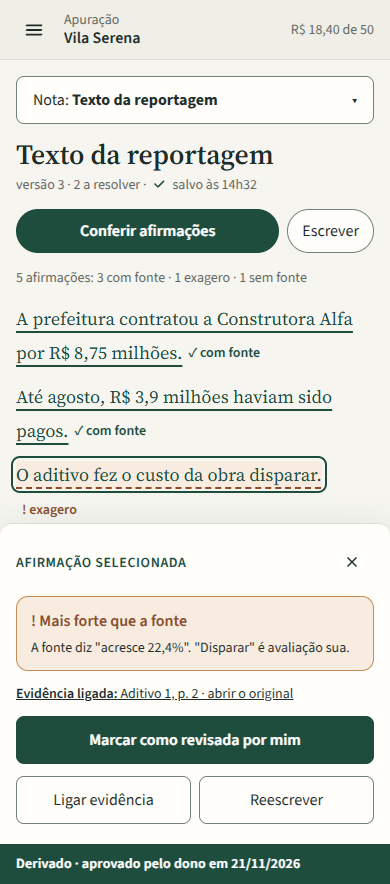 Apuração
Vila Serena
R$ 18,40 de 50
Nota: Texto da reportagem
Texto da reportagem
versão 3 · 2 a resolver · ✓ salvo às 14h32
Conferir afirmações
Escrever
5 afirmações: 3 com fonte · 1 exagero · 1 sem fonte
A prefeitura contratou a Construtora Alfa
por R$ 8,75 milhões. ✓ com fonte
Até agosto, R$ 3,9 milhões haviam sido
pagos. ✓ com fonte
O aditivo fez o custo da obra disparar.
! exagero
AFIRMAÇÃO SELECIONADA
! Mais forte que a fonte
A fonte diz "acresce 22,4%". "Disparar" é avaliação sua.
Evidência ligada: Aditivo 1, p. 2 · abrir o original
Marcar como revisada por mim
Ligar evidência
Reescrever
Derivado · aprovado pelo dono em 21/11/2026